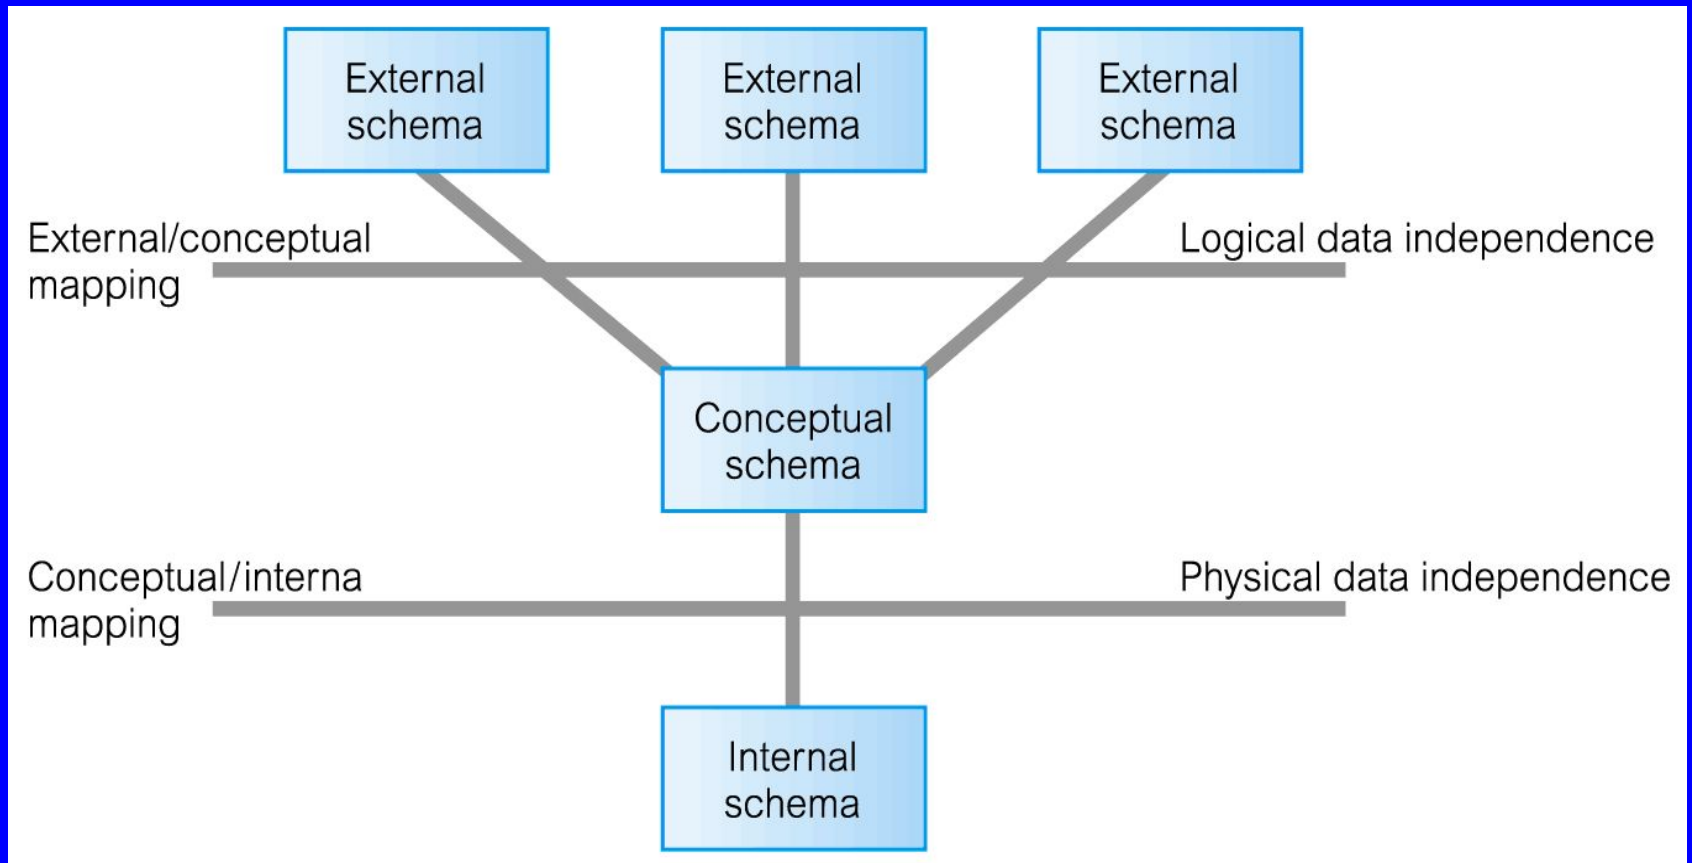 External
schema
External
schema
External
schema
External/conceptual
mapping
Logical data independence
Conceptual
schema
Conceptual/interna
mapping
Physical data independence
Internal
schema